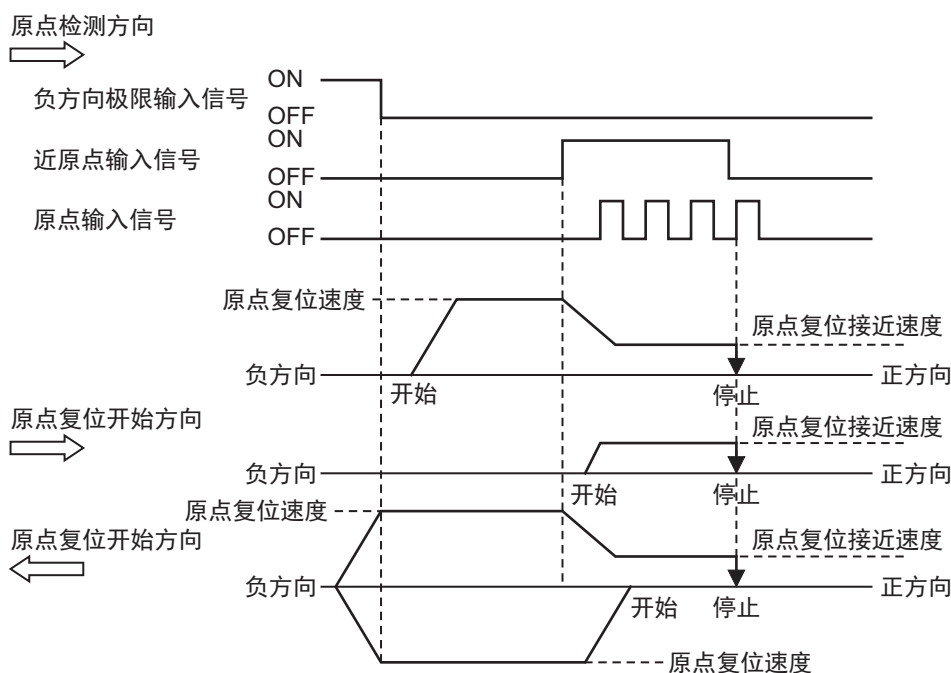 原点检测方向
负方向极限输入信号
ON
OFF
近原点输入信号
ON
OFF
原点输入信号
ON
OFF
原点复位速度
原点复位接近速度
负方向
正方向
开始
停止
原点复位开始方向
原点复位接近速度
负方向
正方向
开始
停止
原点复位速度
原点复位开始方向
原点复位接近速度
负方向
正方向
开始
停止
原点复位速度